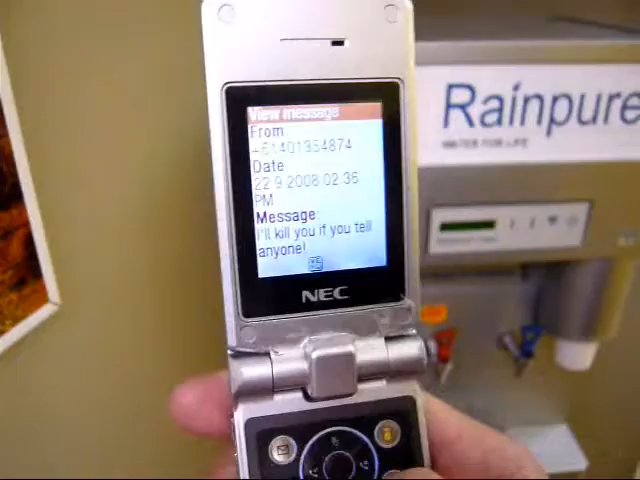 View message
From
+61401354874
Date
22.9.2008 02:36
PM
Message:
I'll kill you if you tell
anyone!
NEC
Rainpure
WATER FOR LIFE